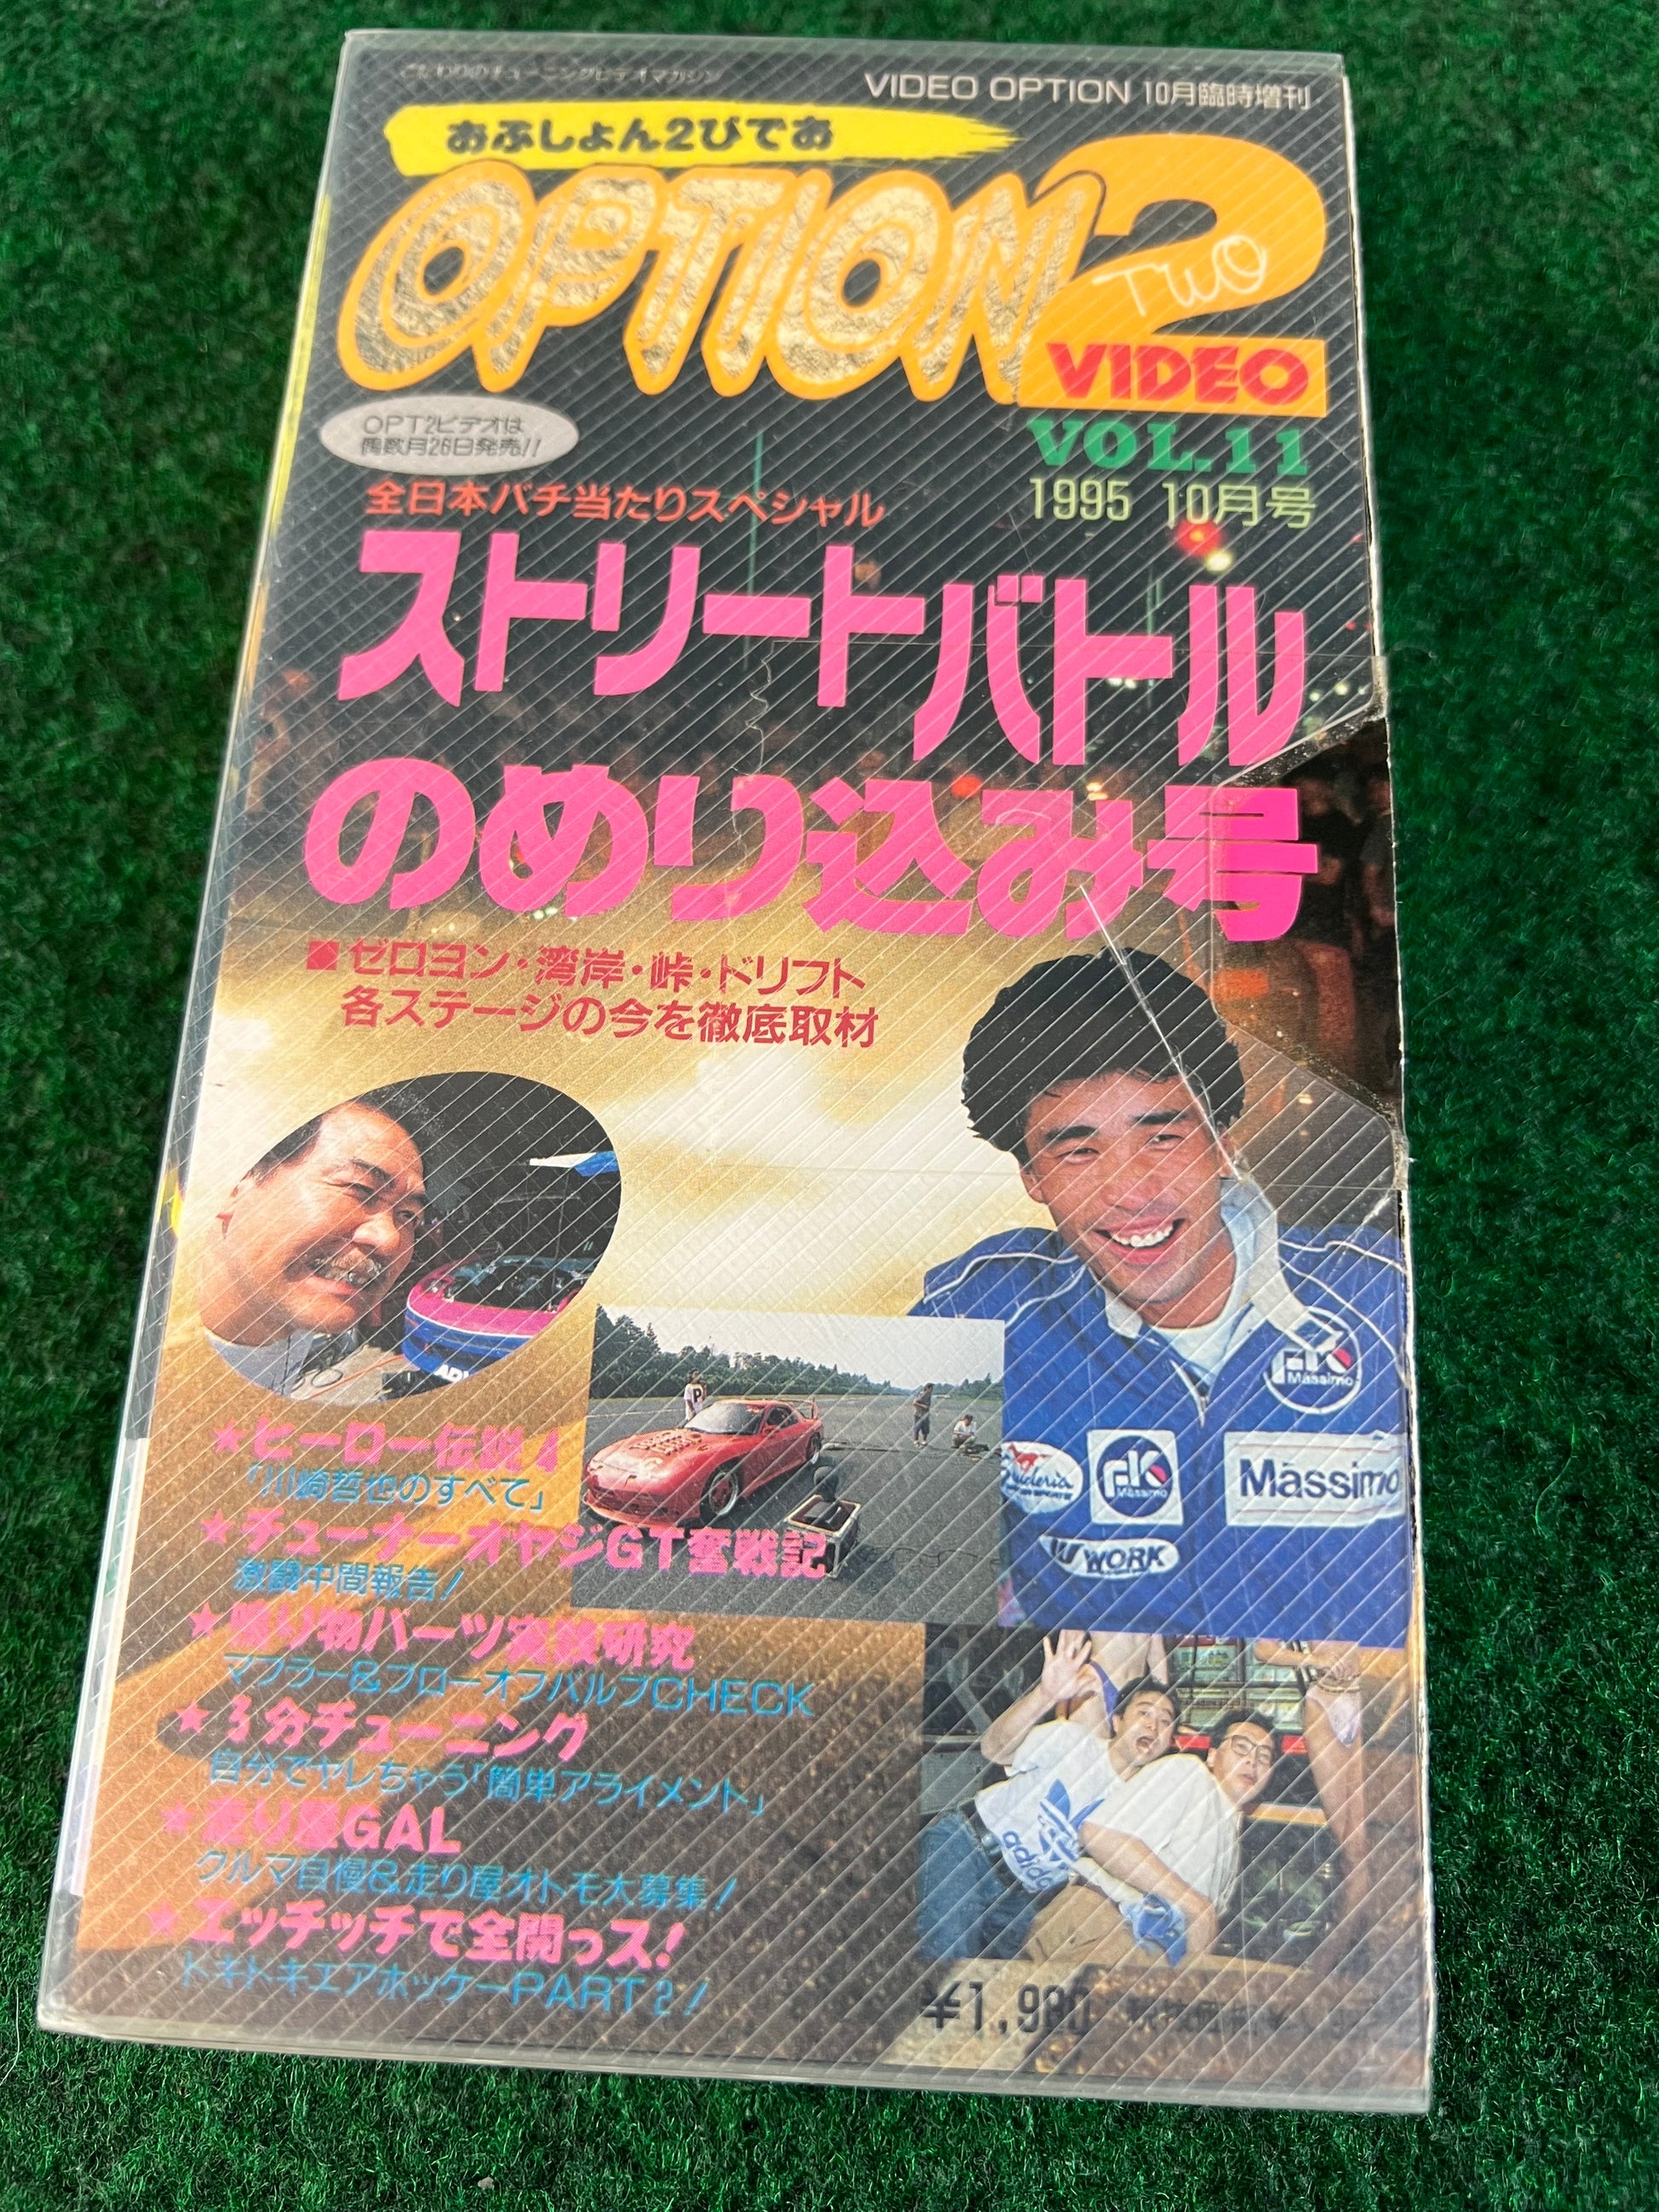 こだわりのチューニングビデオマガジン
VIDEO OPTION 10月臨時増刊
おぷしょん2びでお
OPTION2
TWO
VIDEO
OPT2ビデオは
偶数月26日発売!!
VOL.11
1995 10月号
全日本バチ当たりスペシャル
ストリートバトル
のめり込み号
■ゼロヨン・湾岸・峠・ドリフト
各ステージの今を徹底取材
★ヒーロー伝説4
「川崎哲也のすべて」
★チューナーオヤジGT奮戦記
激闘中間報告!
★鳴り物パーツ実践研究
マフラー&ブローオフバルブCHECK
★3分チューニング
自分でヤレちゃう「簡単アライメント」
★走り屋GAL
クルマ自慢&走り屋オトモ大募集!
★エッチッチで全開っス!
ドキドキエアホッケーPART2!
Massimo
Massimo
Massimo
WORK
adidas
P
¥1,980